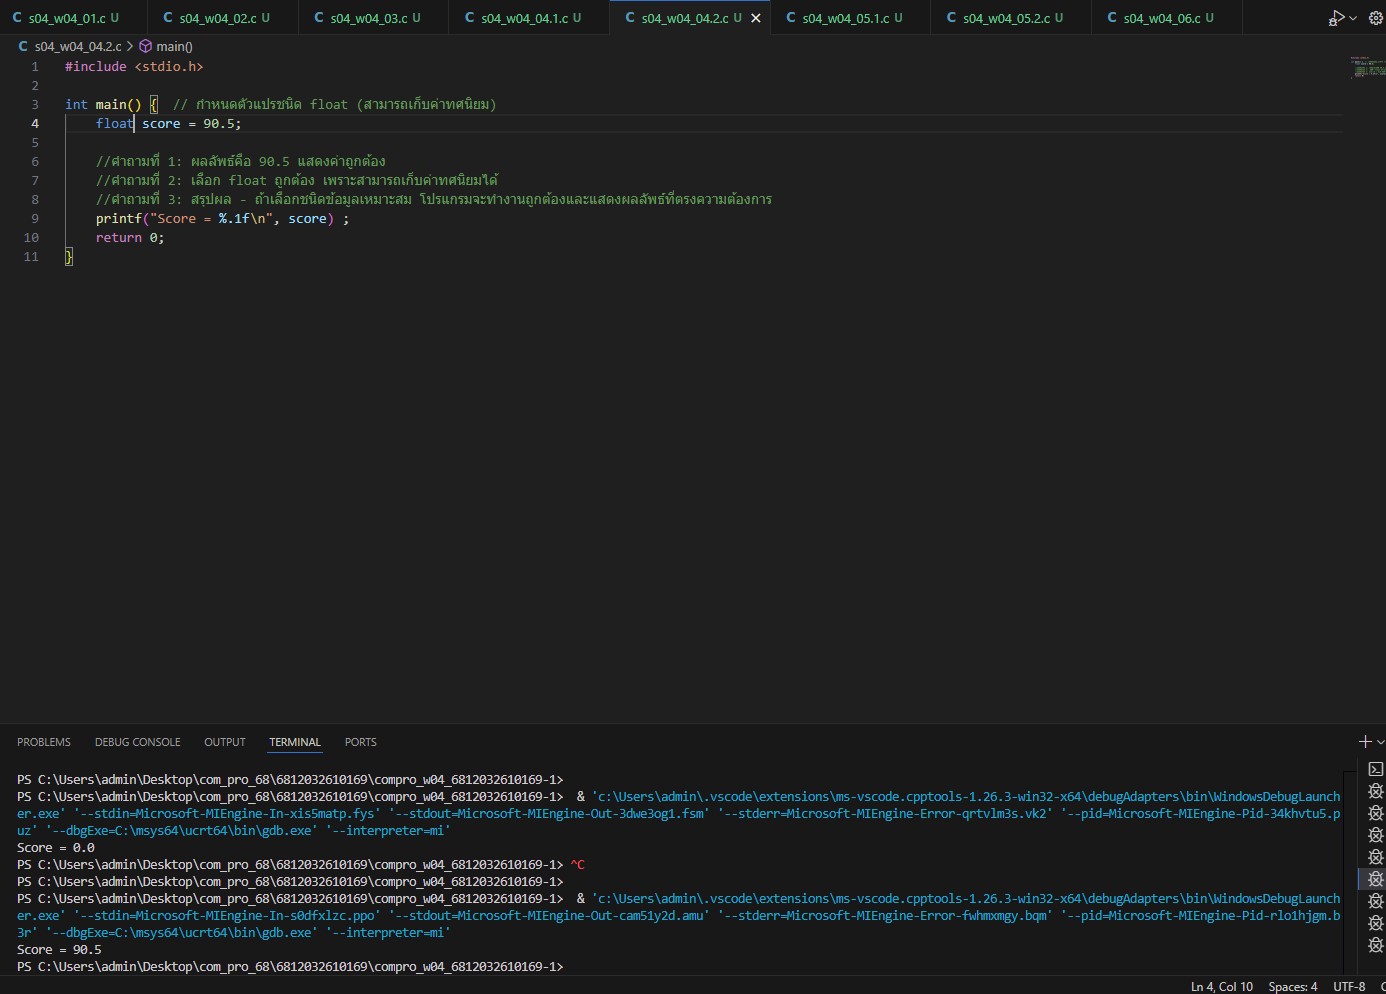 C s04_w04_01.c U C s04_w04_02.c U C s04_w04_03.c U C s04_w04_04.1.c U C s04_w04_04.2.c U C s04_w04_05.1.c U C s04_w04_05.2.c U C s04_w04_06.c U
C s04_w04_04.2.c > main()
1 #include <stdio.h>
2
3 int main() { // กำหนดตัวแปรชนิด float (สามารถเก็บค่าทศนิยม)
4 float score = 90.5;
5
6 //คำถามที่ 1: ผลลัพธ์คือ 90.5 แสดงค่าถูกต้อง
7 //คำถามที่ 2: เลือก float ถูกต้อง เพราะสามารถเก็บค่าทศนิยมได้
8 //คำถามที่ 3: สรุปผล - ถ้าเลือกชนิดข้อมูลเหมาะสม โปรแกรมจะทำงานถูกต้องและแสดงผลลัพธ์ที่ตรงความต้องการ
9 printf("Score = %.1f\n", score) ;
10 return 0;
11 }
PROBLEMS DEBUG CONSOLE OUTPUT TERMINAL PORTS
PS C:\Users\admin\Desktop\com_pro_68\6812032610169\compro_w04_6812032610169-1>
PS C:\Users\admin\Desktop\com_pro_68\6812032610169\compro_w04_6812032610169-1> & 'c:\Users\admin\.vscode\extensions\ms-vscode.cpptools-1.26.3-win32-x64\debugAdapters\bin\WindowsDebugLaunch
er.exe' '--stdin=Microsoft-MIEngine-In-xis5matp.fys' '--stdout=Microsoft-MIEngine-Out-3dwe3og1.fsm' '--stderr=Microsoft-MIEngine-Error-qrtvlm3s.vk2' '--pid=Microsoft-MIEngine-Pid-34khvtu5.p
uz' '--dbgExe=C:\msys64\ucrt64\bin\gdb.exe' '--interpreter=mi'
Score = 0.0
PS C:\Users\admin\Desktop\com_pro_68\6812032610169\compro_w04_6812032610169-1> ^C
PS C:\Users\admin\Desktop\com_pro_68\6812032610169\compro_w04_6812032610169-1>
PS C:\Users\admin\Desktop\com_pro_68\6812032610169\compro_w04_6812032610169-1> & 'c:\Users\admin\.vscode\extensions\ms-vscode.cpptools-1.26.3-win32-x64\debugAdapters\bin\WindowsDebugLaunch
er.exe' '--stdin=Microsoft-MIEngine-In-s0dfxlzc.ppo' '--stdout=Microsoft-MIEngine-Out-cam51y2d.amu' '--stderr=Microsoft-MIEngine-Error-fwhmxmgy.bqm' '--pid=Microsoft-MIEngine-Pid-rlo1hjgm.b
3r' '--dbgExe=C:\msys64\ucrt64\bin\gdb.exe' '--interpreter=mi'
Score = 90.5
PS C:\Users\admin\Desktop\com_pro_68\6812032610169\compro_w04_6812032610169-1>
Ln 4, Col 10 Spaces: 4 UTF-8